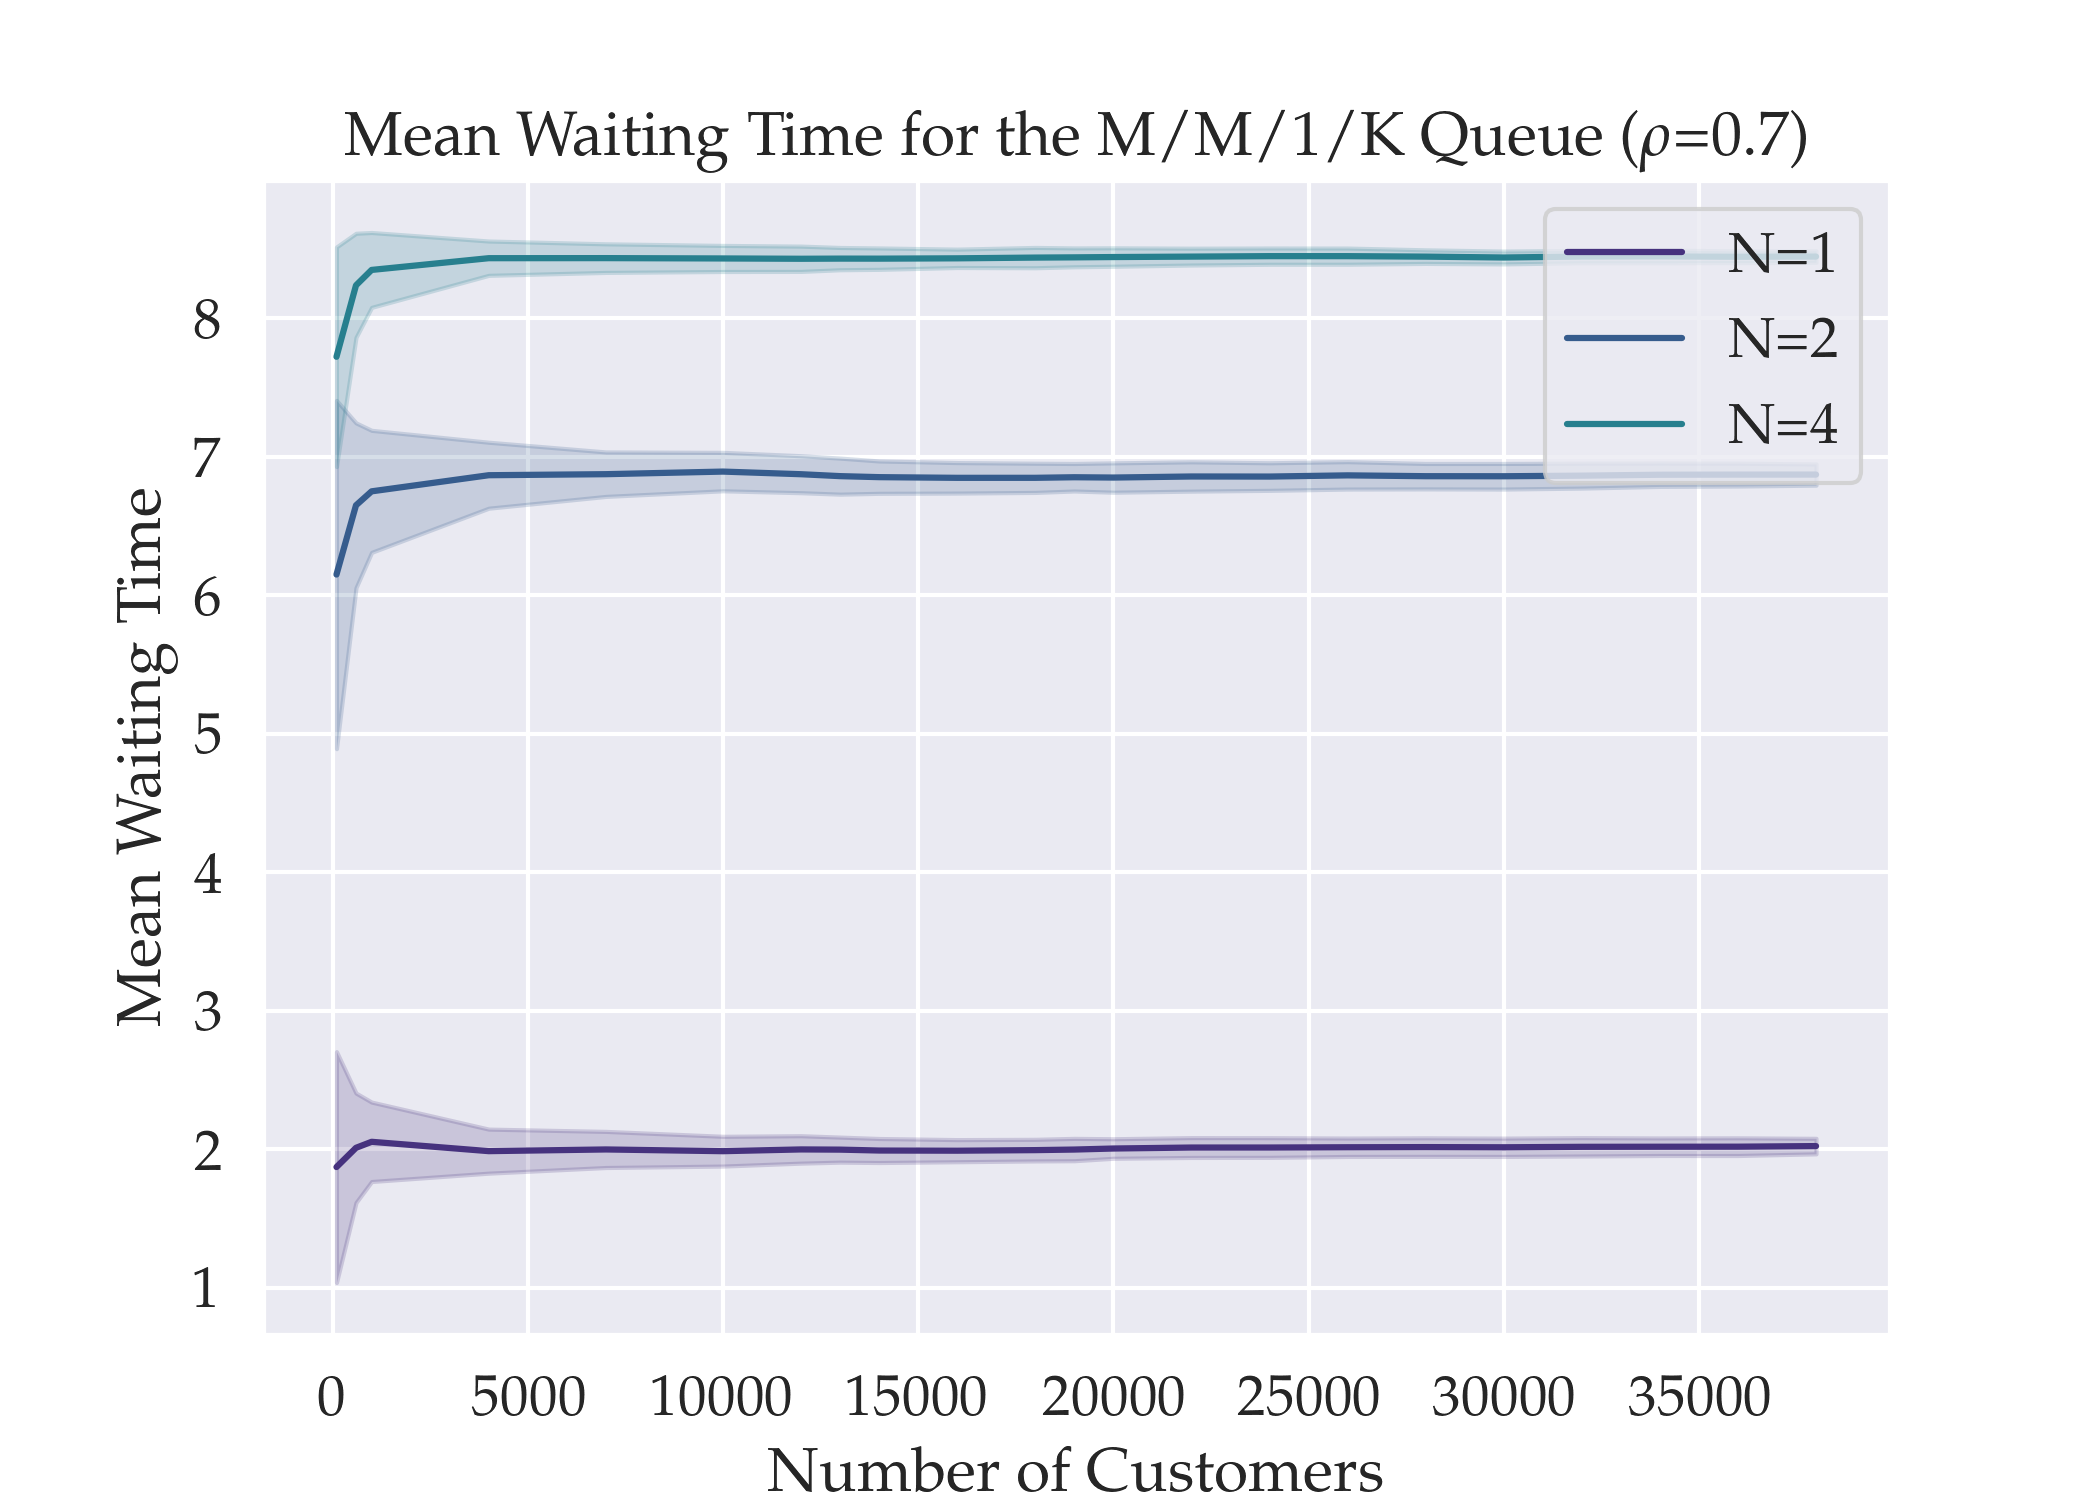 Mean Waiting Time for the M/M/1/K Queue (ρ=0.7)
N=1
N=2
N=4
Mean Waiting Time
8
7
6
5
4
3
2
1
0 5000 10000 15000 20000 25000 30000 35000
Number of Customers